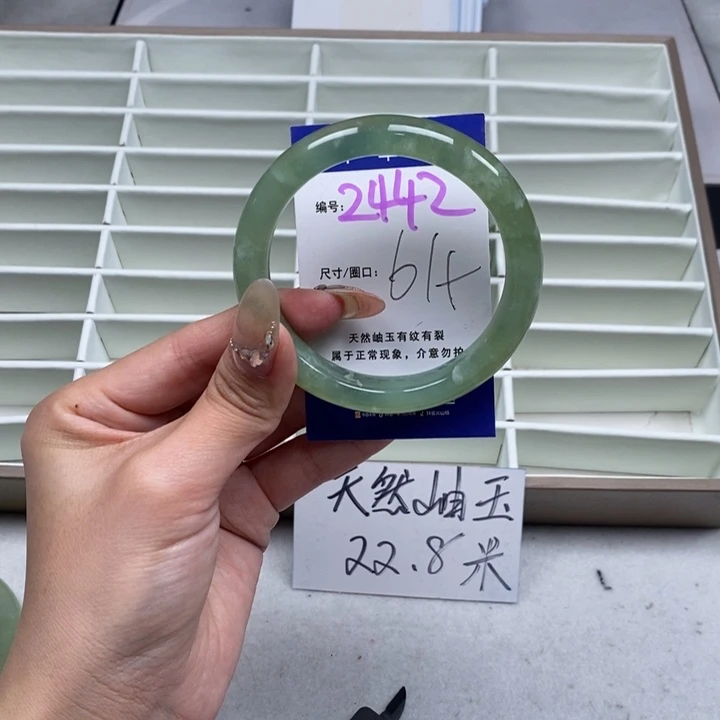 编号: 2442
尺寸/圈口: 61+
天然岫玉有纹有裂
属于正常现象，介意勿拍
天然岫玉
22.8米